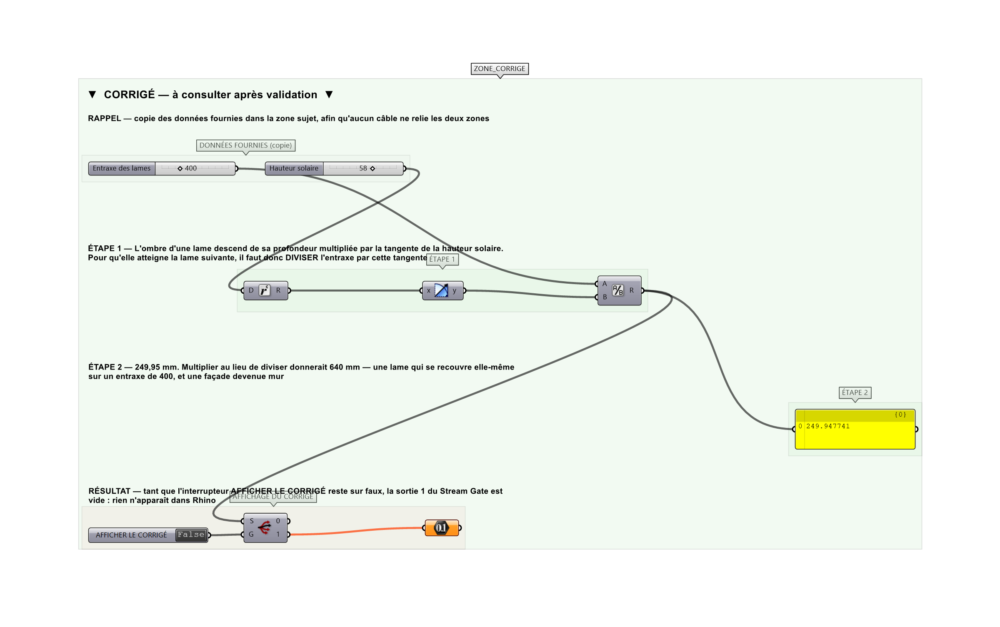 ZONE_CORRIGE
▼ CORRIGÉ — à consulter après validation ▼
RAPPEL — copie des données fournies dans la zone sujet, afin qu'aucun câble ne relie les deux zones
DONNÉES FOURNIES (copie)
Entraxe des lames 400
Hauteur solaire 58
ÉTAPE 1 — L'ombre d'une lame descend de sa profondeur multipliée par la tangente de la hauteur solaire.
Pour qu'elle atteigne la lame suivante, il faut donc DIVISER l'entraxe par cette tangente
ÉTAPE 1
D r c R
x y
A B A/B R
ÉTAPE 2 — 249,95 mm. Multiplier au lieu de diviser donnerait 640 mm — une lame qui se recouvre elle-même
sur un entraxe de 400, et une façade devenue mur
ÉTAPE 2
{0}
0 249.947741
RÉSULTAT — tant que l'interrupteur AFFICHER LE CORRIGÉ reste sur faux, la sortie 1 du Stream Gate est
vide : rien n'apparaît dans Rhino
AFFICHAGE DU CORRIGÉ
S 0
G 1
AFFICHER LE CORRIGÉ False
0.1